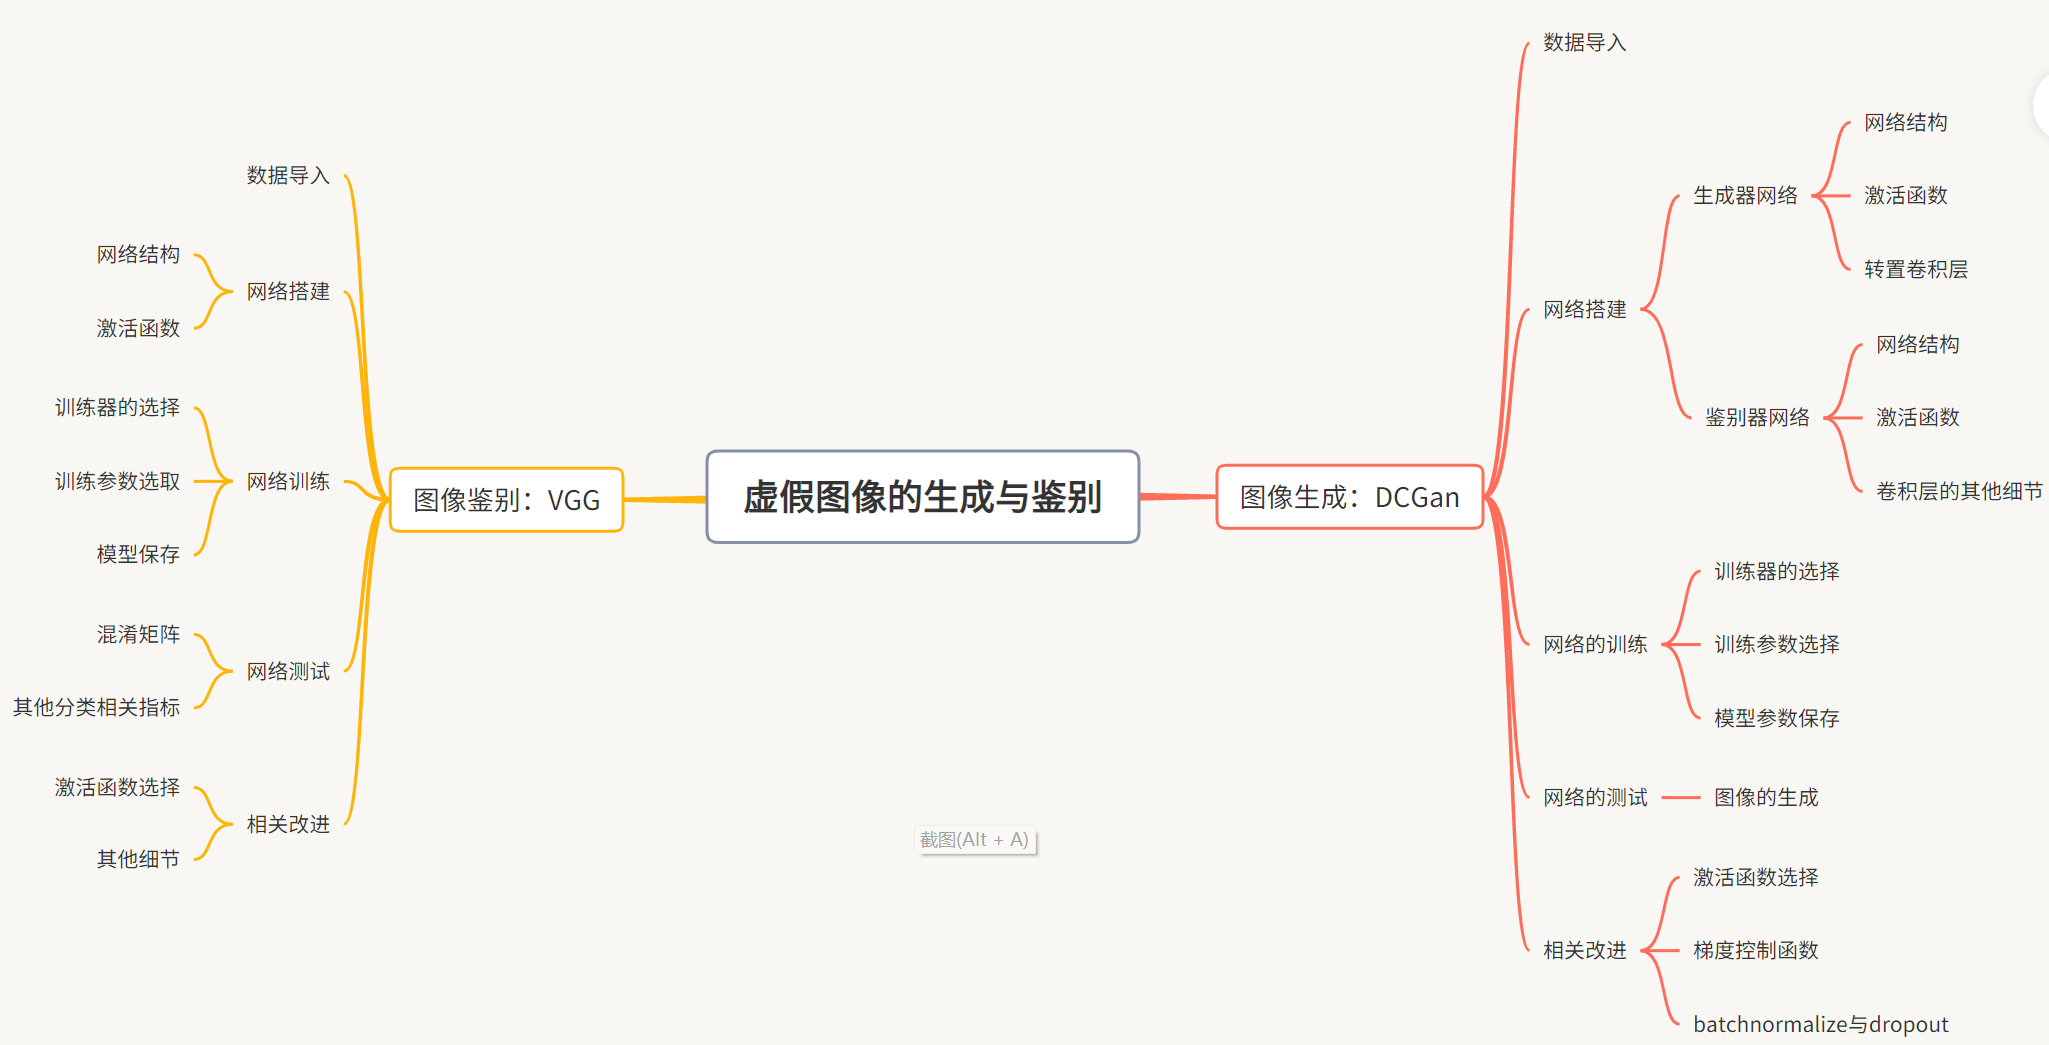 虚假图像的生成与鉴别
图像鉴别：VGG
数据导入
网络搭建
网络结构
激活函数
网络训练
训练器的选择
训练参数选取
模型保存
网络测试
混淆矩阵
其他分类相关指标
相关改进
激活函数选择
其他细节
图像生成：DCGan
数据导入
网络搭建
生成器网络
网络结构
激活函数
转置卷积层
鉴别器网络
网络结构
激活函数
卷积层的其他细节
网络的训练
训练器的选择
训练参数选择
模型参数保存
网络的测试
图像的生成
相关改进
激活函数选择
梯度控制函数
batchnormalize与dropout
截图(Alt + A)